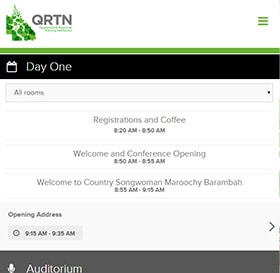 QRTN
Queensland Regional
Training Network
Day One
All rooms
Registrations and Coffee
8:20 AM - 8:50 AM
Welcome and Conference Opening
8:50 AM - 8:55 AM
Welcome to Country Songwoman Maroochy Barambah
8:55 AM - 9:15 AM
Opening Address
9:15 AM - 9:35 AM
Auditorium